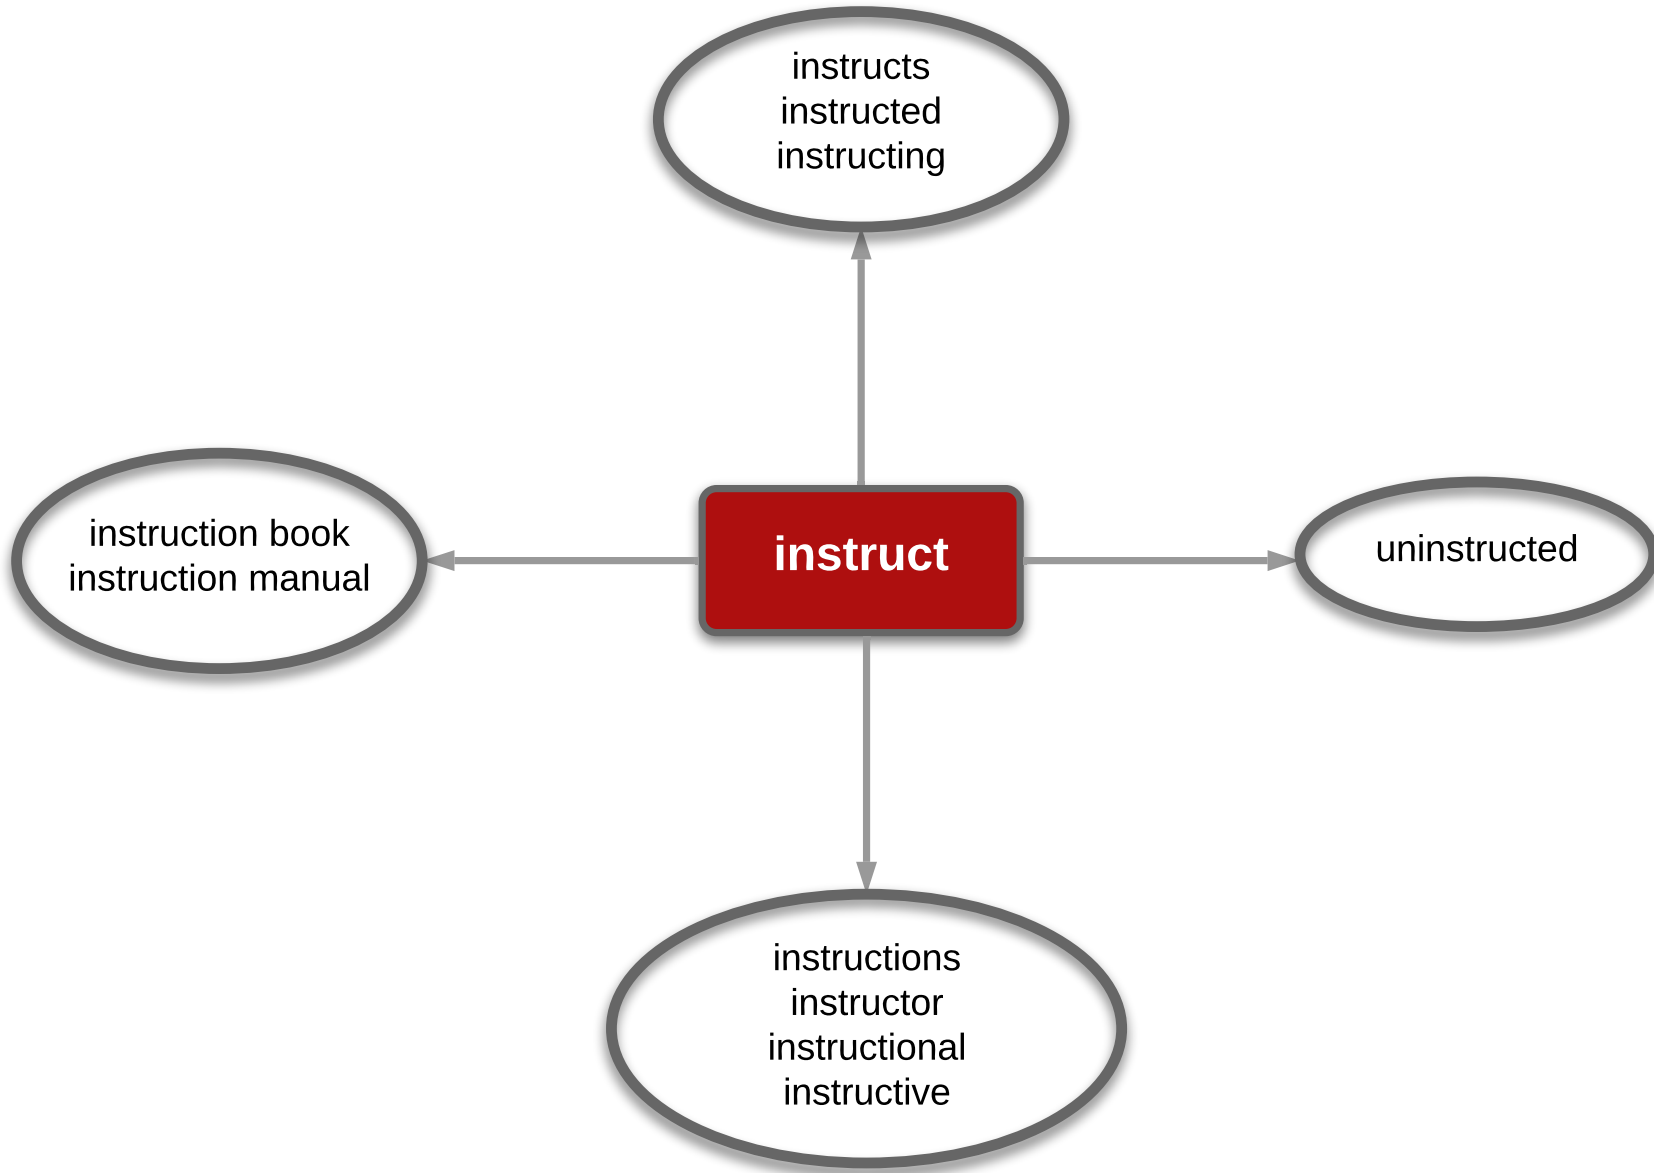 instructs
instructed
instructing
instruction book
instruction manual
instruct
uninstructed
instructions
instructor
instructional
instructive